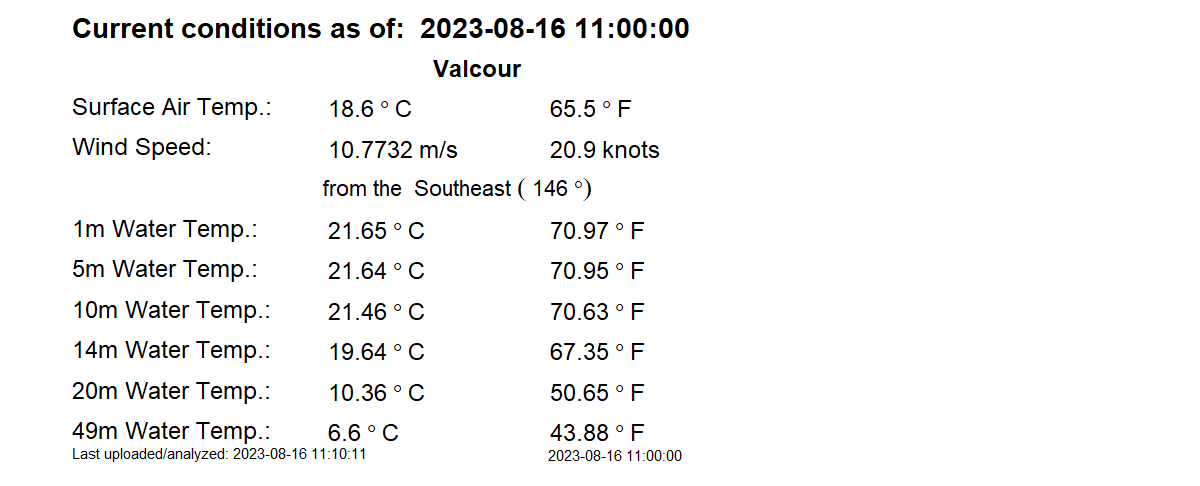 Current conditions as of: 2023-08-16 11:00:00
Valcour
Surface Air Temp.: 18.6 ° C 65.5 ° F
Wind Speed: 10.7732 m/s 20.9 knots
from the Southeast ( 146 °)
1m Water Temp.: 21.65 ° C 70.97 ° F
5m Water Temp.: 21.64 ° C 70.95 ° F
10m Water Temp.: 21.46 ° C 70.63 ° F
14m Water Temp.: 19.64 ° C 67.35 ° F
20m Water Temp.: 10.36 ° C 50.65 ° F
49m Water Temp.: 6.6 ° C 43.88 ° F
Last uploaded/analyzed: 2023-08-16 11:10:11 2023-08-16 11:00:00